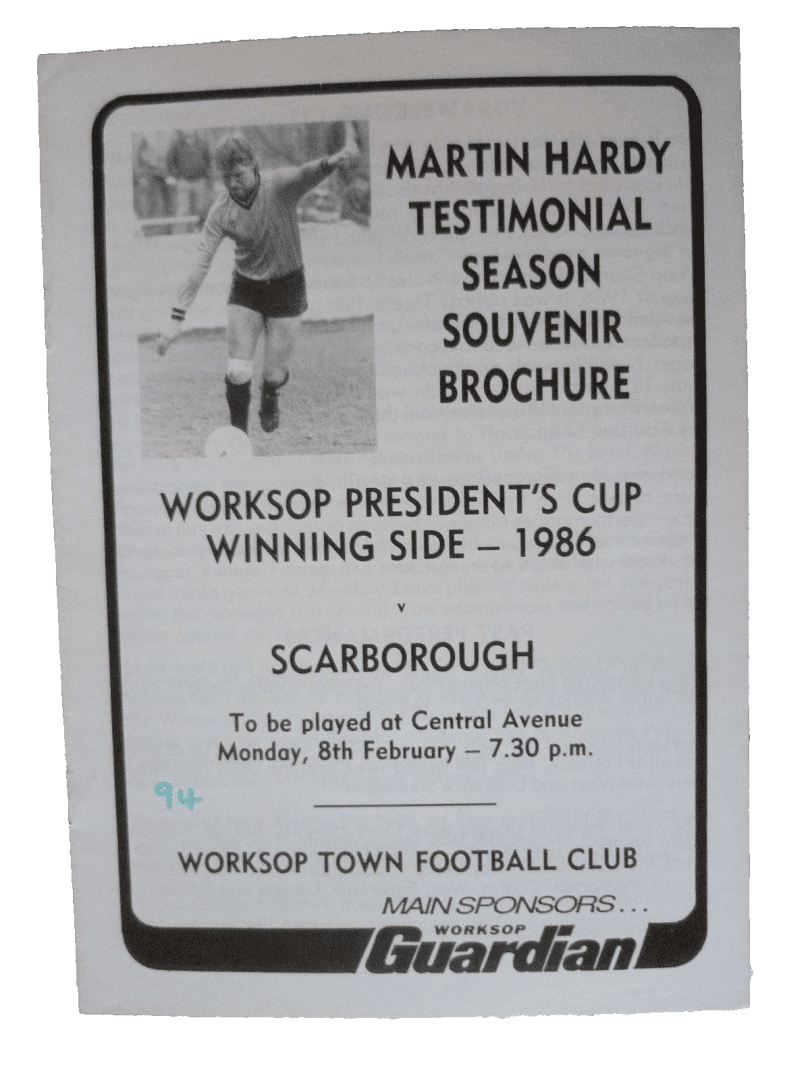 MARTIN HARDY
TESTIMONIAL
SEASON
SOUVENIR
BROCHURE
WORKSOP PRESIDENT'S CUP
WINNING SIDE – 1986
v
SCARBOROUGH
To be played at Central Avenue
Monday, 8th February – 7.30 p.m.
94
WORKSOP TOWN FOOTBALL CLUB
MAIN SPONSORS...
WORKSOP
Guardian